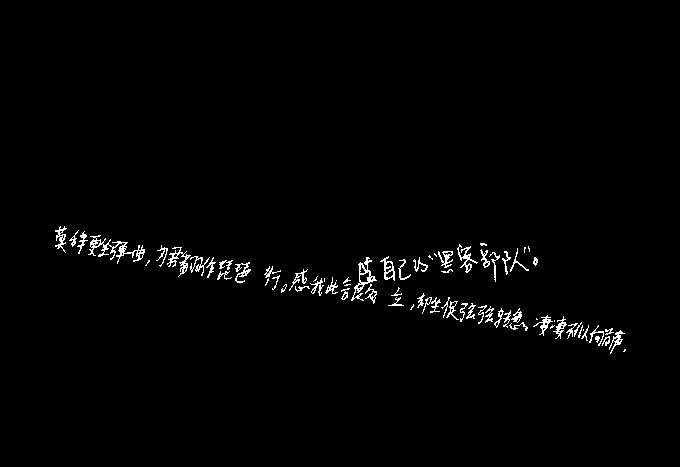 莫辞更坐弹一曲，为君翻作琵琶行。感我此言良久立，却坐促弦弦转急。凄凄不似向前声，
自己的“黑客部队”。